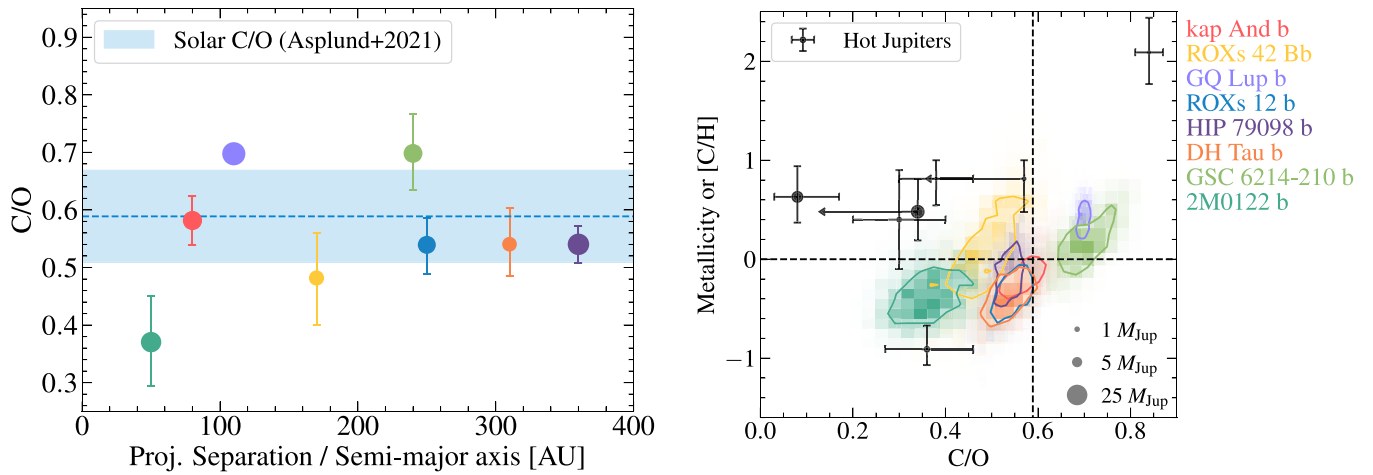 Solar C/O (Asplund+2021)
0.9
0.8
0.7
0.6
0.5
0.4
0.3
C/O
0
100
200
300
400
Proj. Separation / Semi-major axis [AU]
Hot Jupiters
2
1
0
−1
Metallicity or [C/H]
0.0
0.2
0.4
0.6
0.8
C/O
1 M_Jup
5 M_Jup
25 M_Jup
kap And b
ROXs 42 Bb
GQ Lup b
ROXs 12 b
HIP 79098 b
DH Tau b
GSC 6214-210 b
2M0122 b